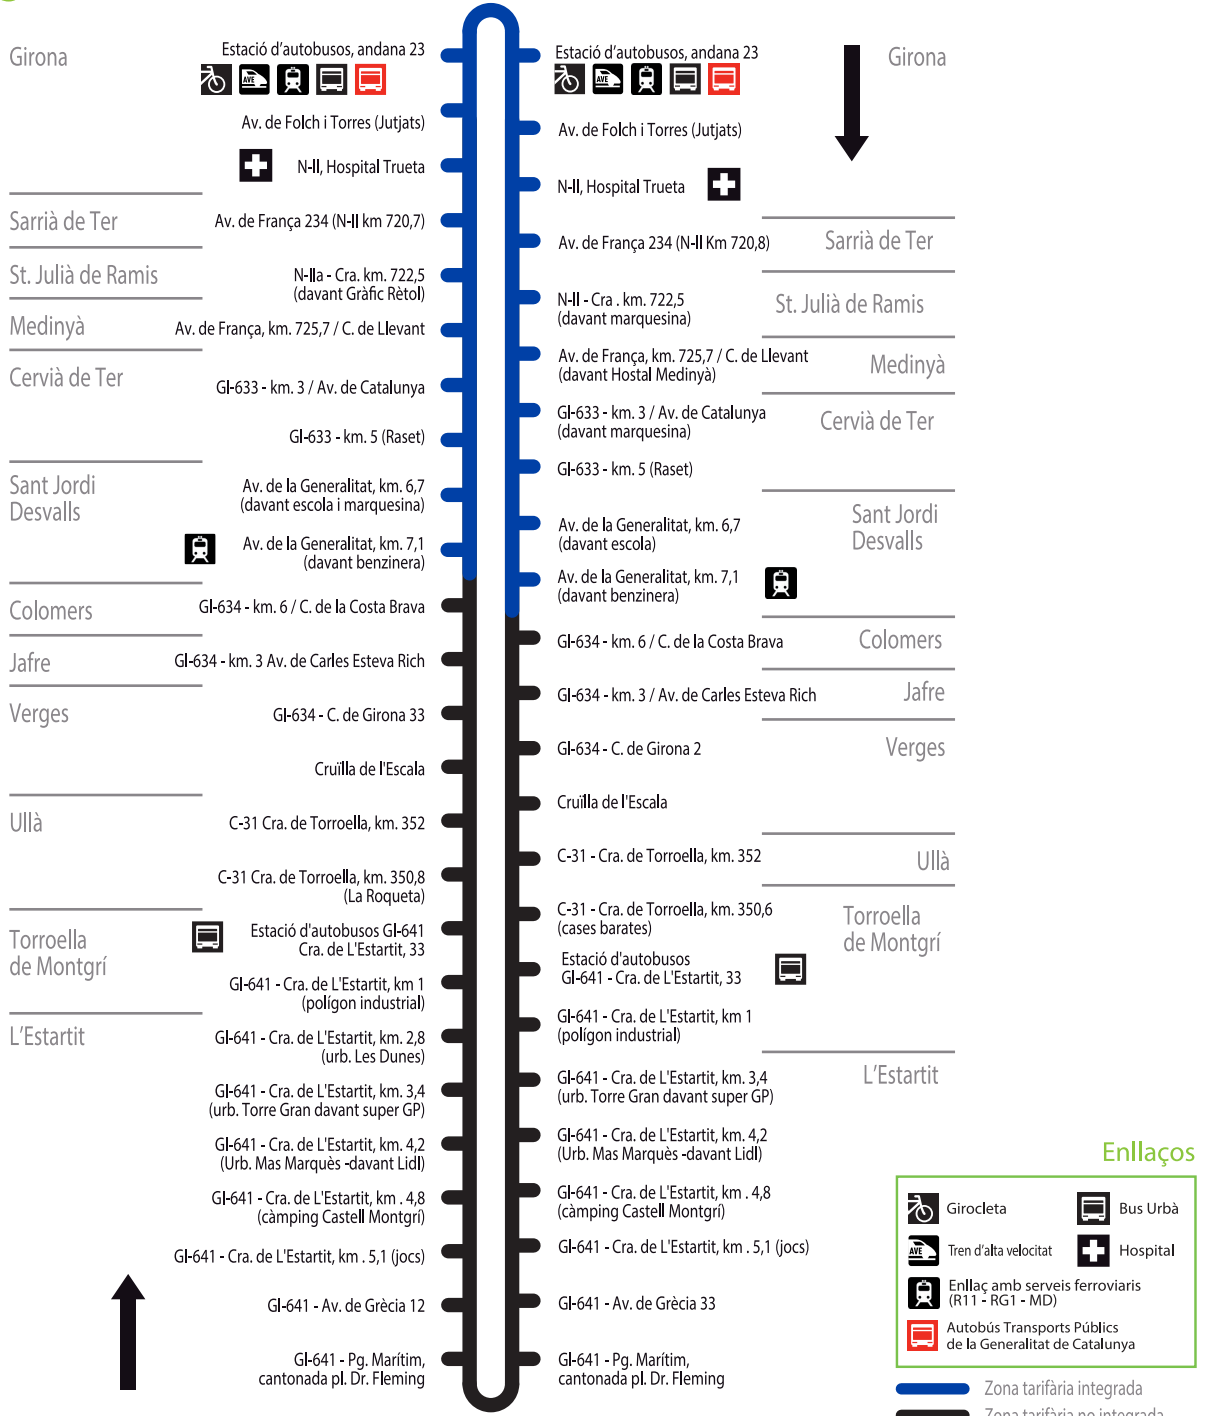 Girona
Estació d'autobusos, andana 23
AVE
Av. de Folch i Torres (Jutjats)
N-II, Hospital Trueta
Sarrià de Ter
Av. de França 234 (N-II km 720,7)
St. Julià de Ramis
N-IIa - Cra. km. 722,5
(davant Gràfic Rètol)
Medinyà
Av. de França, km. 725,7 / C. de Llevant
Cervià de Ter
GI-633 - km. 3 / Av. de Catalunya
GI-633 - km. 5 (Raset)
Sant Jordi
Desvalls
Av. de la Generalitat, km. 6,7
(davant escola i marquesina)
Av. de la Generalitat, km. 7,1
(davant benzinera)
Colomers
GI-634 - km. 6 / C. de la Costa Brava
Jafre
GI-634 - km. 3 Av. de Carles Esteva Rich
Verges
GI-634 - C. de Girona 33
Cruïlla de l'Escala
Ullà
C-31 Cra. de Torroella, km. 352
C-31 Cra. de Torroella, km. 350,8
(La Roqueta)
Torroella
de Montgrí
Estació d'autobusos GI-641
Cra. de L'Estartit, 33
GI-641 - Cra. de L'Estartit, km 1
(polígon industrial)
L'Estartit
GI-641 - Cra. de L'Estartit, km. 2,8
(urb. Les Dunes)
GI-641 - Cra. de L'Estartit, km. 3,4
(urb. Torre Gran davant super GP)
GI-641 - Cra. de L'Estartit, km. 4,2
(Urb. Mas Marquès -davant Lidl)
GI-641 - Cra. de L'Estartit, km . 4,8
(càmping Castell Montgrí)
GI-641 - Cra. de L'Estartit, km . 5,1 (jocs)
GI-641 - Av. de Grècia 12
GI-641 - Pg. Marítim,
cantonada pl. Dr. Fleming
Estació d'autobusos, andana 23
AVE
Girona
Av. de Folch i Torres (Jutjats)
N-II, Hospital Trueta
Av. de França 234 (N-II Km 720,8)
Sarrià de Ter
N-II - Cra . km. 722,5
(davant marquesina)
St. Julià de Ramis
Av. de França, km. 725,7 / C. de Llevant
(davant Hostal Medinyà)
Medinyà
GI-633 - km. 3 / Av. de Catalunya
(davant marquesina)
Cervià de Ter
GI-633 - km. 5 (Raset)
Av. de la Generalitat, km. 6,7
(davant escola)
Sant Jordi
Desvalls
Av. de la Generalitat, km. 7,1
(davant benzinera)
GI-634 - km. 6 / C. de la Costa Brava
Colomers
GI-634 - km. 3 / Av. de Carles Esteva Rich
Jafre
GI-634 - C. de Girona 2
Verges
Cruïlla de l'Escala
C-31 - Cra. de Torroella, km. 352
Ullà
C-31 - Cra. de Torroella, km. 350,6
(cases barates)
Torroella
de Montgrí
Estació d'autobusos
GI-641 - Cra. de L'Estartit, 33
GI-641 - Cra. de L'Estartit, km 1
(polígon industrial)
L'Estartit
GI-641 - Cra. de L'Estartit, km. 3,4
(urb. Torre Gran davant super GP)
GI-641 - Cra. de L'Estartit, km. 4,2
(Urb. Mas Marquès -davant Lidl)
GI-641 - Cra. de L'Estartit, km . 4,8
(càmping Castell Montgrí)
GI-641 - Cra. de L'Estartit, km . 5,1 (jocs)
GI-641 - Av. de Grècia 33
GI-641 - Pg. Marítim,
cantonada pl. Dr. Fleming
Enllaços
Girocleta
Bus Urbà
AVE
Tren d'alta velocitat
Hospital
Enllaç amb serveis ferroviaris
(R11 - RG1 - MD)
Autobús Transports Públics
de la Generalitat de Catalunya
Zona tarifària integrada
Zona tarifària no integrada